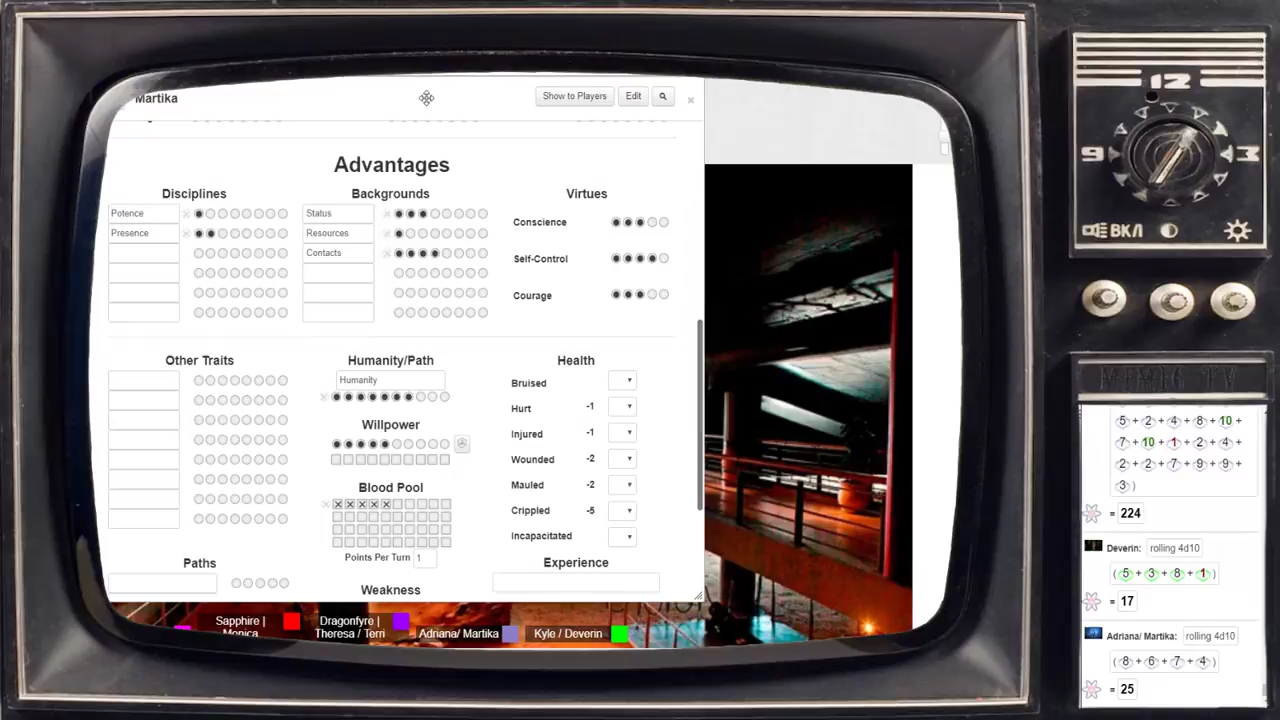 Martika
Show to Players
Edit
Advantages
Disciplines
Backgrounds
Virtues
Potence
Status
Conscience
Presence
Resources
Contacts
Self-Control
Courage
Other Traits
Humanity/Path
Health
Humanity
Bruised
Hurt -1
Willpower
Injured -1
Wounded -2
Blood Pool
Mauled -2
Crippled -5
Incapacitated
Points Per Turn 1
Paths
Experience
Weakness
Sapphire |
Monica
Dragonfyre |
Theresa / Terri
Adriana/ Martika
Kyle / Deverin
12
9
3
ВКЛ
MIMIC TV
5 + 2 + 4 + 8 + 10 +
7 + 10 + 1 + 2 + 4 +
2 + 2 + 7 + 9 + 9 +
3 )
= 224
Deverin: rolling 4d10
( 5 + 3 + 8 + 1 )
= 17
Adriana/ Martika: rolling 4d10
( 8 + 6 + 7 + 4 )
= 25